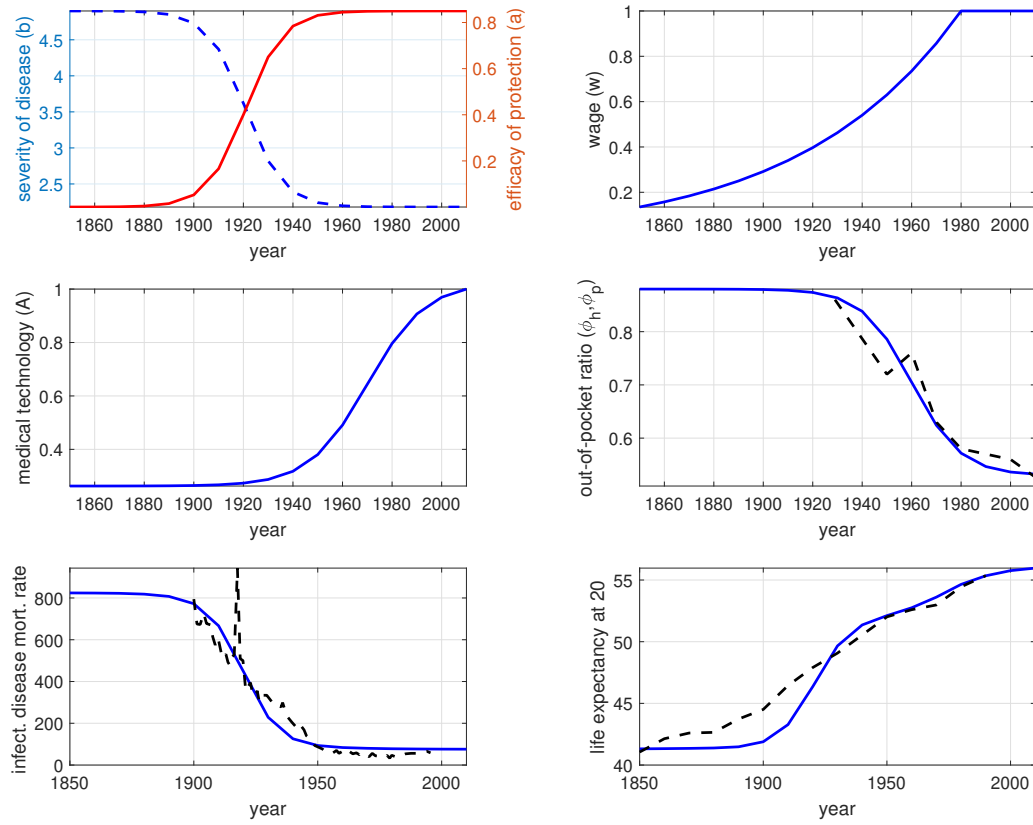 severity of disease (b)
4.5
4
3.5
3
2.5
0.8
0.6
0.4
0.2
efficacy of protection (a)
1860 1880 1900 1920 1940 1960 1980 2000
year
wage (w)
1
0.8
0.6
0.4
0.2
1860 1880 1900 1920 1940 1960 1980 2000
year
medical technology (A)
1
0.8
0.6
0.4
1860 1880 1900 1920 1940 1960 1980 2000
year
out-of-pocket ratio (ϕh,ϕp)
0.8
0.7
0.6
1860 1880 1900 1920 1940 1960 1980 2000
year
infect. disease mort. rate
800
600
400
200
0
1850 1900 1950 2000
year
life expectancy at 20
55
50
45
40
1850 1900 1950 2000
year